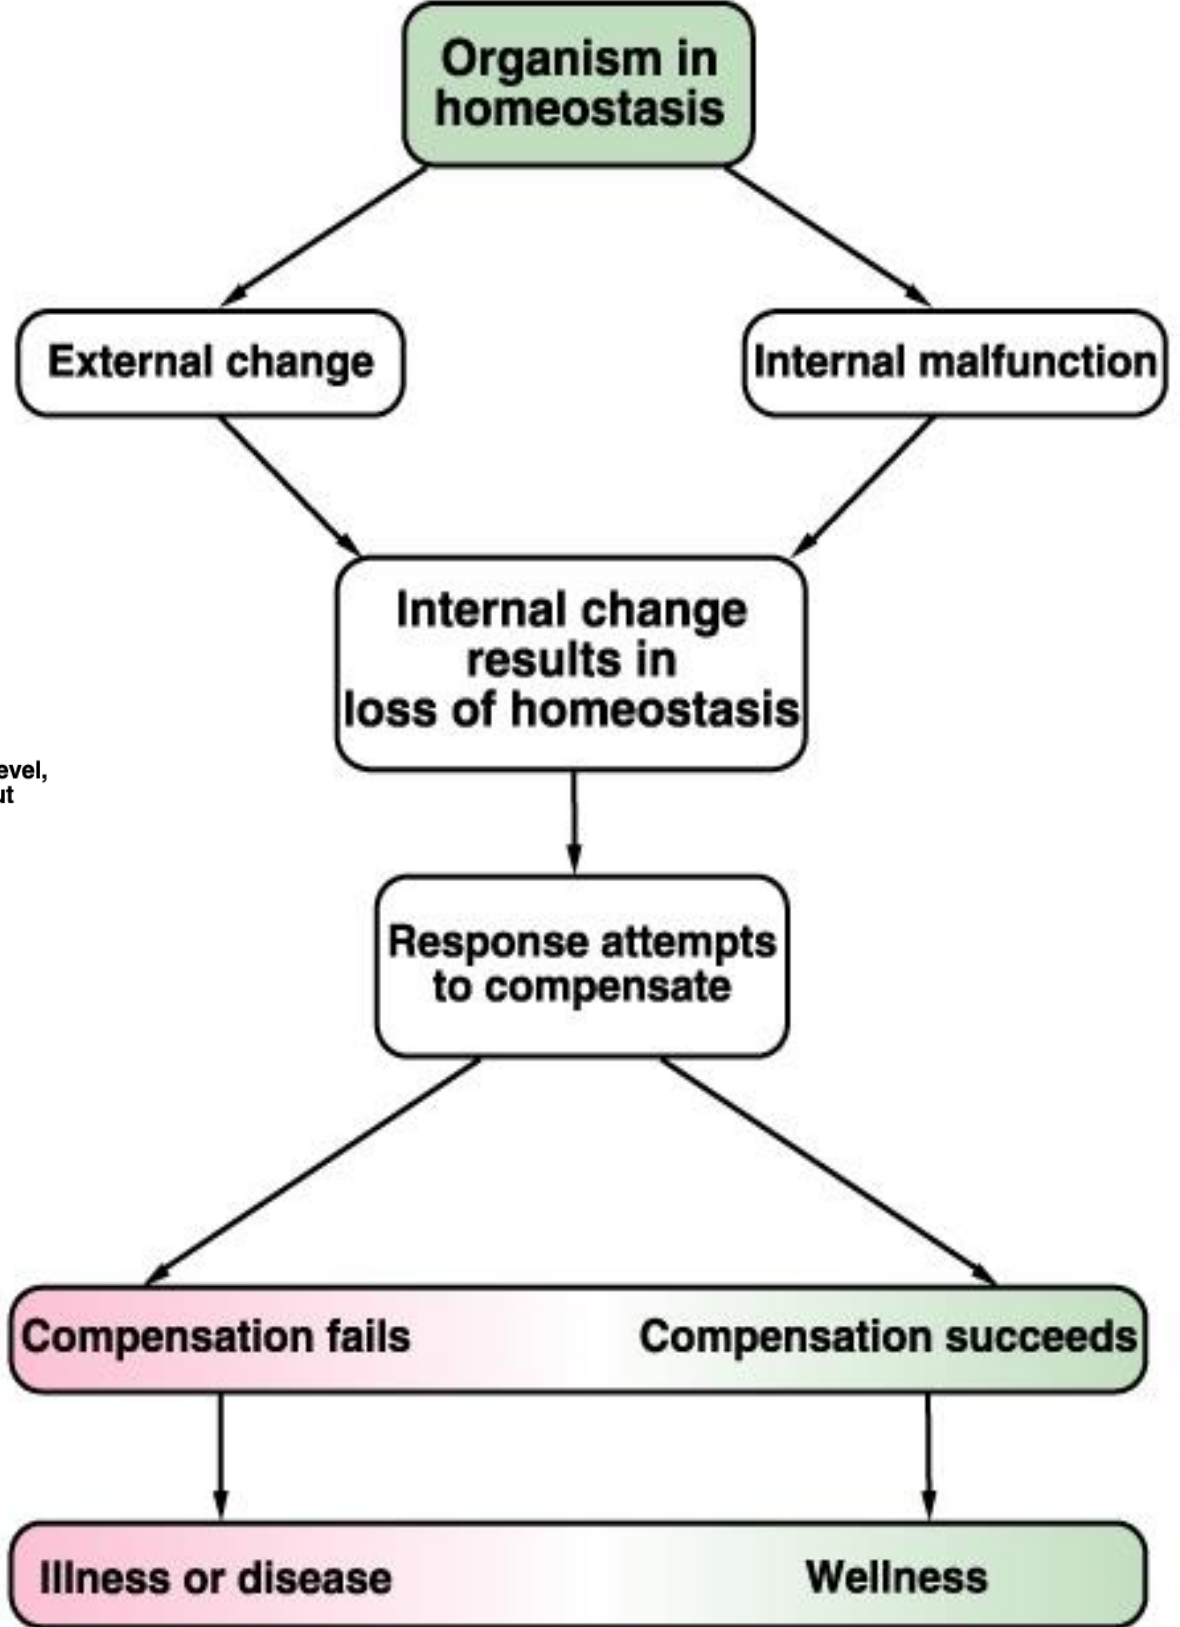 Organism in
homeostasis
External change
Internal malfunction
Internal change
results in
loss of homeostasis
Response attempts
to compensate
Compensation fails
Compensation succeeds
Illness or disease
Wellness